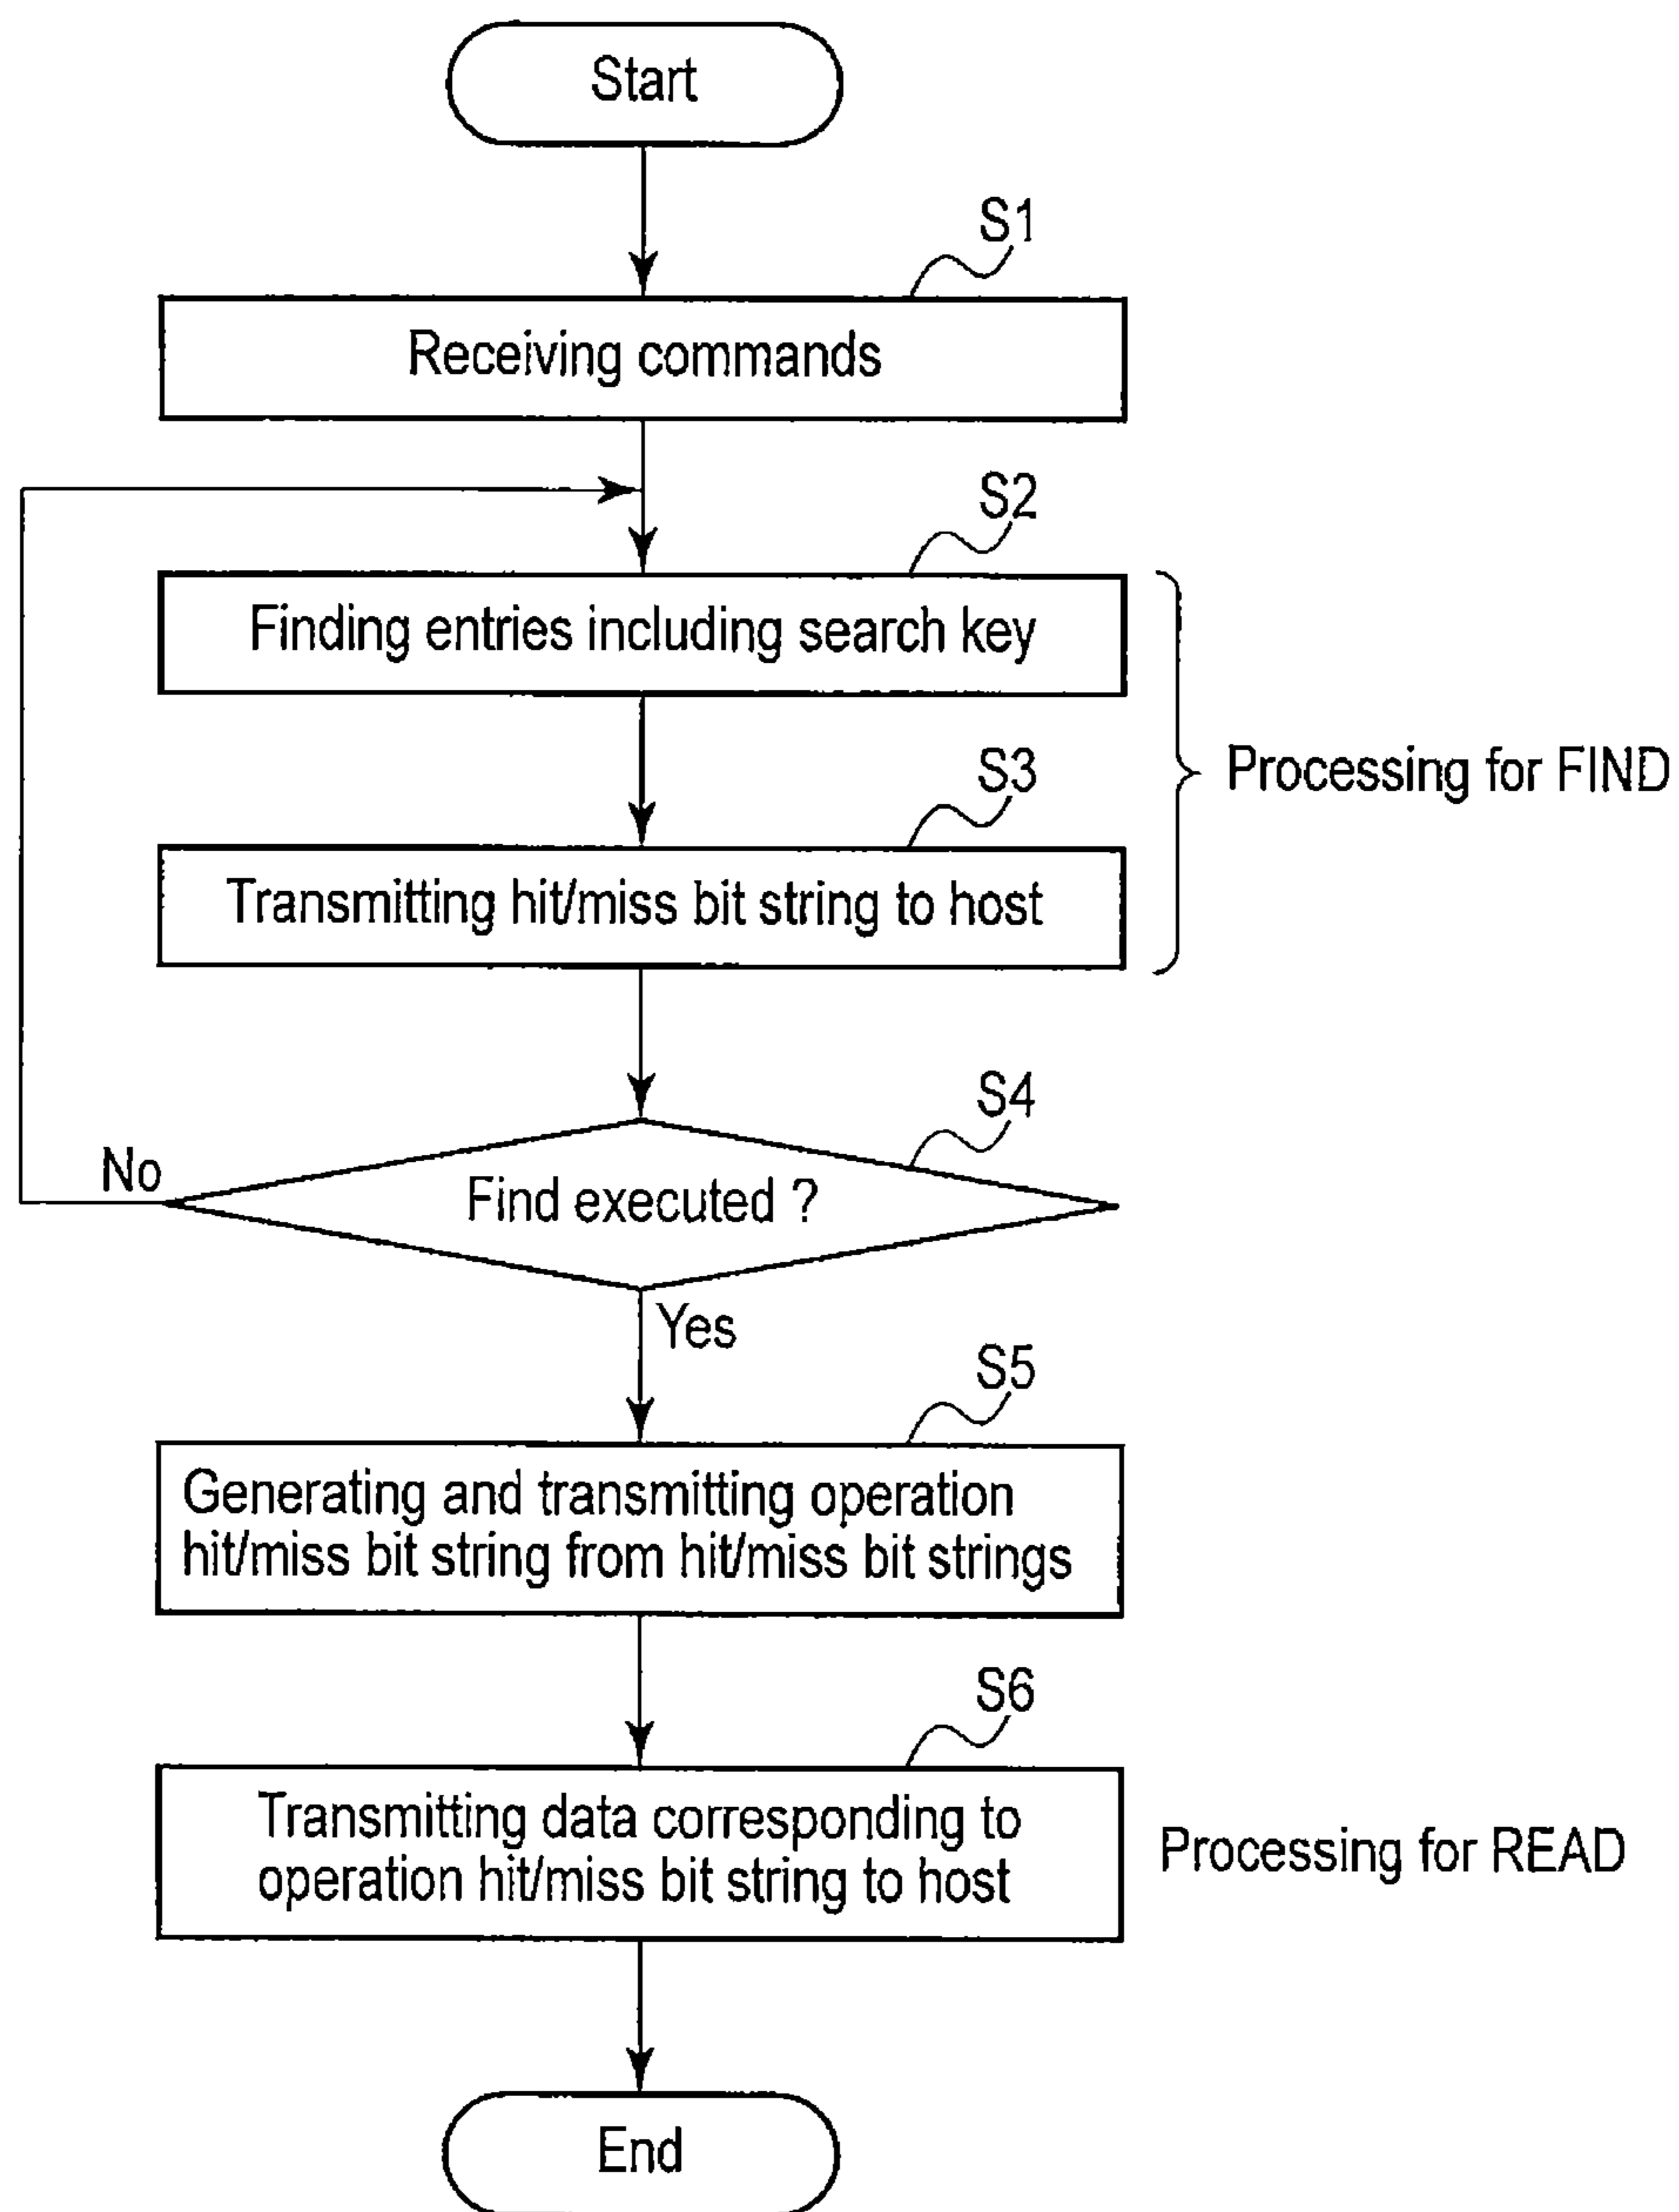 Start
S1
Receiving commands
S2
Finding entries including search key
S3
Processing for FIND
Transmitting hit/miss bit string to host
S4
No
Find executed ?
Yes
S5
Generating and transmitting operation
hit/miss bit string from hit/miss bit strings
S6
Transmitting data corresponding to
operation hit/miss bit string to host
Processing for READ
End